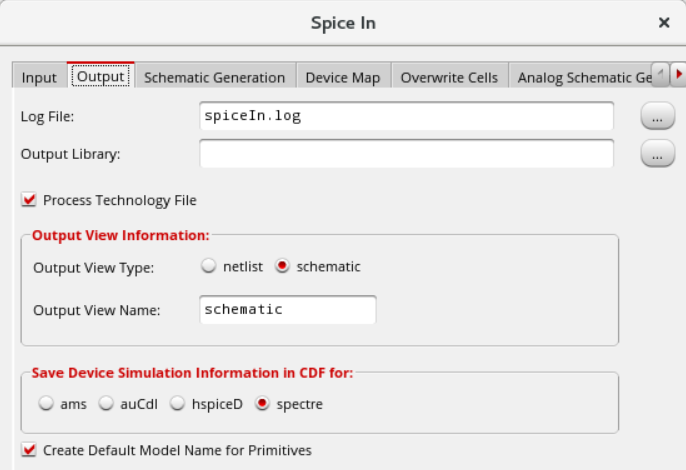 Spice In
Input Output Schematic Generation Device Map Overwrite Cells Analog Schematic Ge
Log File: spiceIn.log ...
Output Library: ...
Process Technology File
Output View Information:
Output View Type: netlist schematic
Output View Name: schematic
Save Device Simulation Information in CDF for:
ams auCdl hspiceD spectre
Create Default Model Name for Primitives